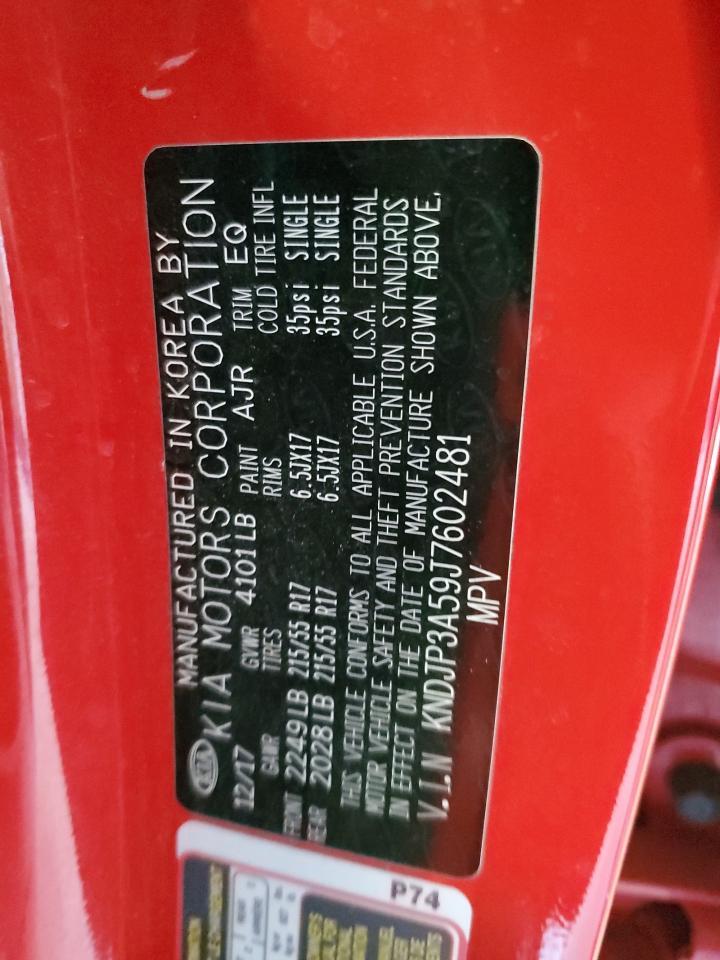 KIA
MANUFACTURED IN KOREA BY
KIA MOTORS CORPORATION
12/17 GVWR 4101LB PAINT AJR TRIM EQ
GAWR TIRES RIMS COLD TIRE INFL
FRONT 2249LB 215/55 R17 6.5JX17 35psi SINGLE
REAR 2028LB 215/55 R17 6.5JX17 35psi SINGLE
THIS VEHICLE CONFORMS TO ALL APPLICABLE U.S.A. FEDERAL
MOTOR VEHICLE SAFETY AND THEFT PREVENTION STANDARDS
IN EFFECT ON THE DATE OF MANUFACTURE SHOWN ABOVE.
V.I.N KNDJP3A59J7602481
MPV
P74